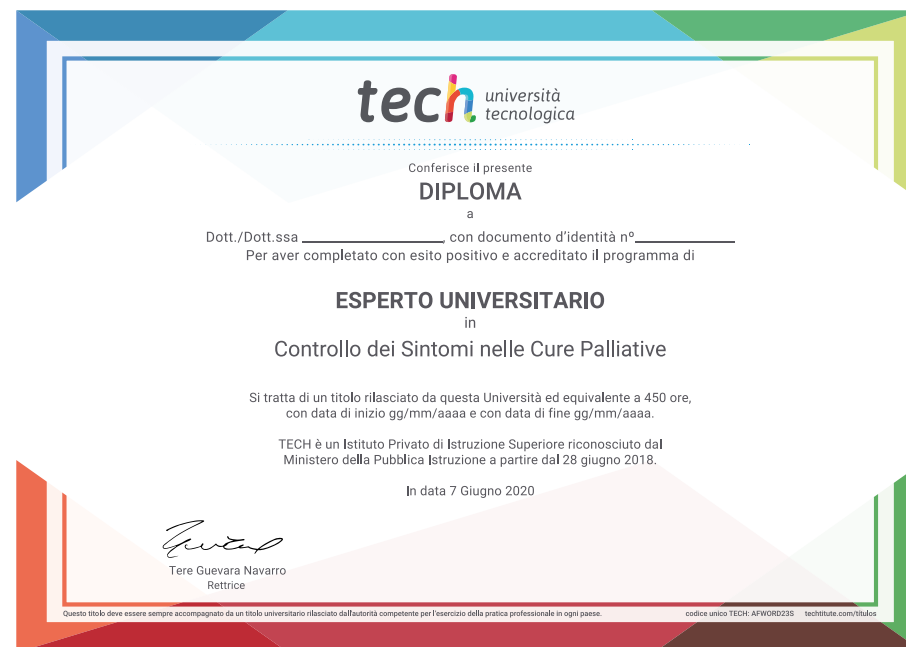 tech università
tecnologica
Conferisce il presente
DIPLOMA
a
Dott./Dott.ssa ____________________, con documento d'identità nº______________
Per aver completato con esito positivo e accreditato il programma di
ESPERTO UNIVERSITARIO
in
Controllo dei Sintomi nelle Cure Palliative
Si tratta di un titolo rilasciato da questa Università ed equivalente a 450 ore,
con data di inizio gg/mm/aaaa e con data di fine gg/mm/aaaa.
TECH è un Istituto Privato di Istruzione Superiore riconosciuto dal
Ministero della Pubblica Istruzione a partire dal 28 giugno 2018.
In data 7 Giugno 2020
Tere Guevara Navarro
Rettrice
Questo titolo deve essere sempre accompagnato da un titolo universitario rilasciato dall'autorità competente per l'esercizio della pratica professionale in ogni paese. codice unico TECH: AFWORD23S techtitute.com/titulos